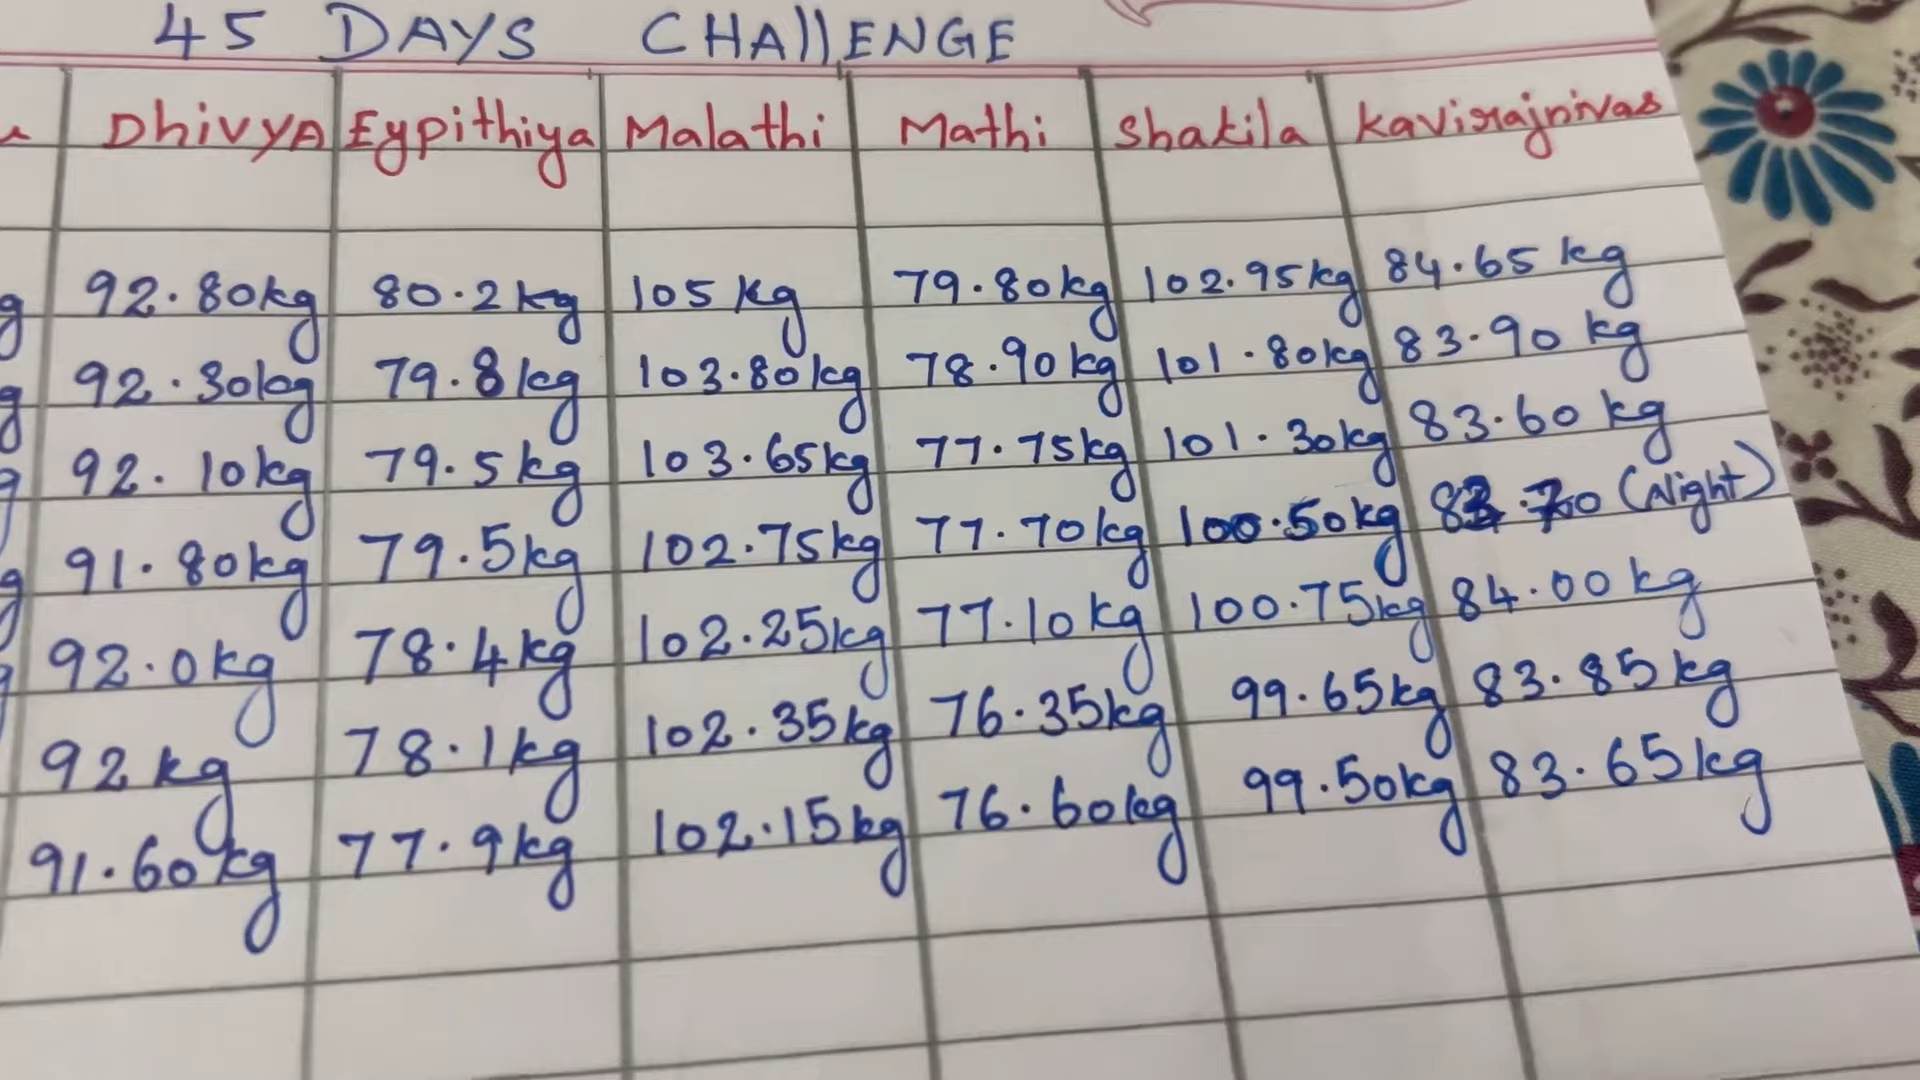 45 DAYS CHAllENGE
DhivyA Eypithiya Malathi Mathi Shakila Kavirajnivas
92.80kg 80.2kg 105kg 79.80kg 102.95kg 84.65kg
92.30kg 79.8kg 103.80kg 78.90kg 101.80kg 83.90kg
92.10kg 79.5kg 103.65kg 77.75kg 101.30kg 83.60kg
91.80kg 79.5kg 102.75kg 77.70kg 100.50kg (Night)
92.0kg 78.4kg 102.25kg 77.10kg 100.75kg 84.00kg
92kg 78.1kg 102.35kg 76.35kg 99.65kg 83.85kg
91.60kg 77.9kg 102.15kg 76.60kg 99.50kg 83.65kg